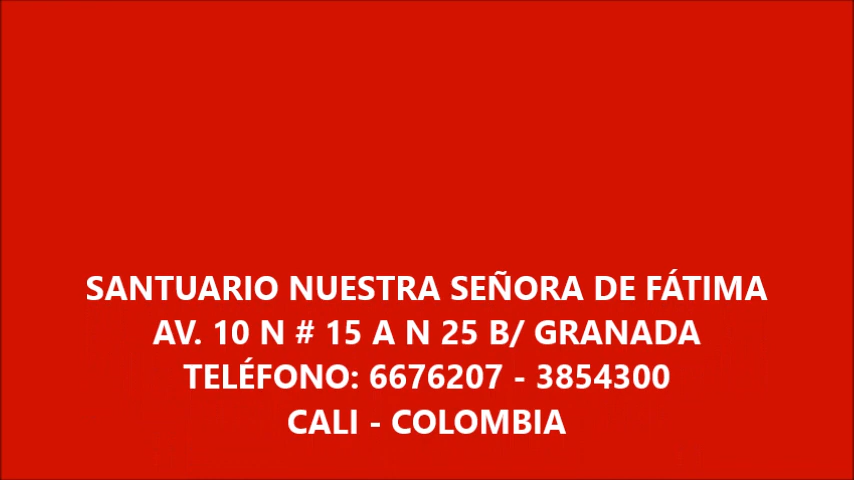 SANTUARIO NUESTRA SEÑORA DE FÁTIMA
AV. 10 N # 15 A N 25 B/ GRANADA
TELÉFONO: 6676207 - 3854300
CALI - COLOMBIA